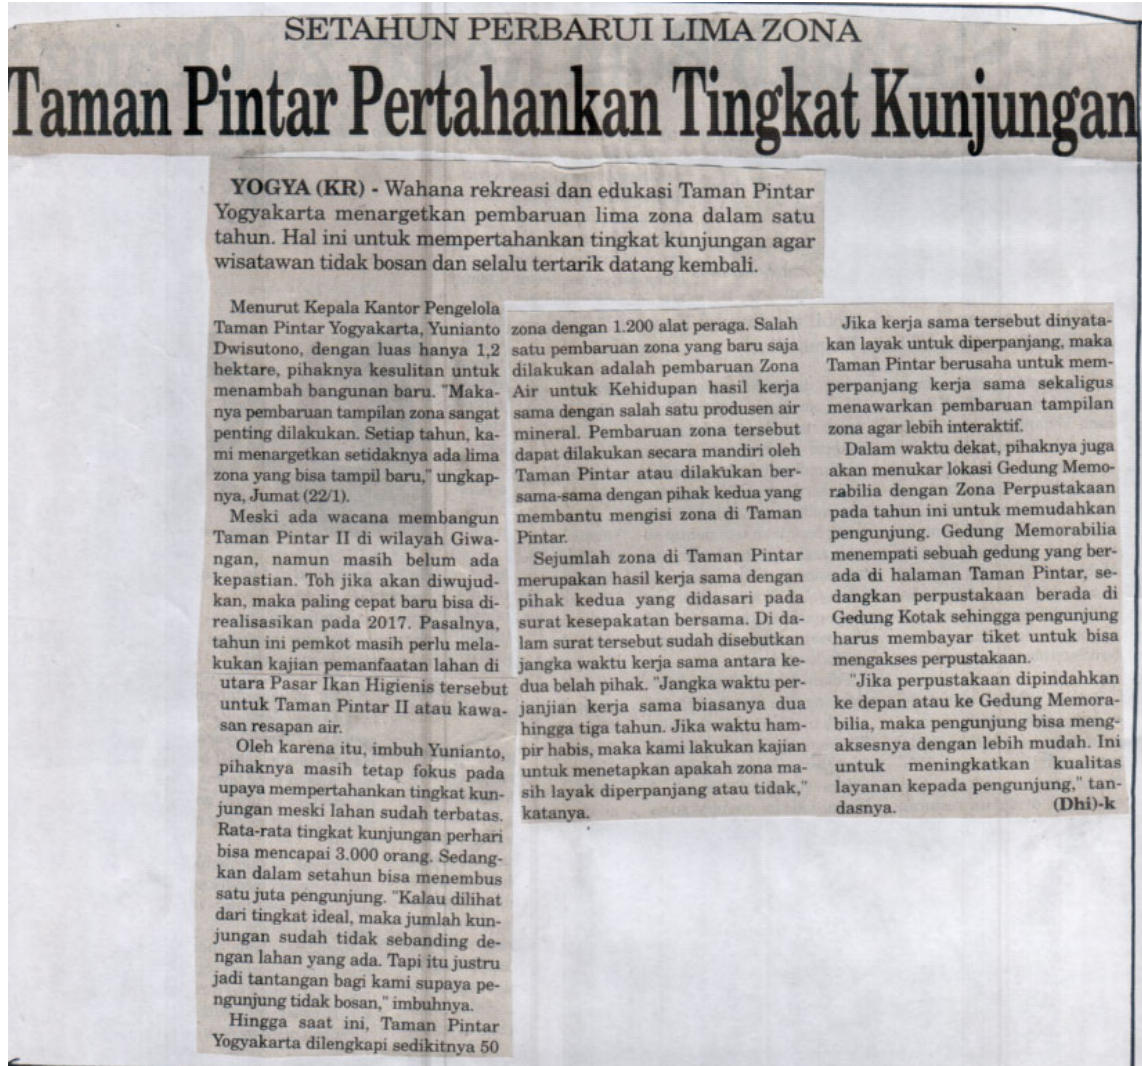 SETAHUN PERBARUI LIMA ZONA
Taman Pintar Pertahankan Tingkat Kunjungan
YOGYA (KR) - Wahana rekreasi dan edukasi Taman Pintar
Yogyakarta menargetkan pembaruan lima zona dalam satu
tahun. Hal ini untuk mempertahankan tingkat kunjungan agar
wisatawan tidak bosan dan selalu tertarik datang kembali.
Menurut Kepala Kantor Pengelola
Taman Pintar Yogyakarta, Yunianto
Dwisutono, dengan luas hanya 1,2
hektare, pihaknya kesulitan untuk
menambah bangunan baru. "Maka-
nya pembaruan tampilan zona sangat
penting dilakukan. Setiap tahun, ka-
mi menargetkan setidaknya ada lima
zona yang bisa tampil baru," ungkap-
nya, Jumat (22/1).
Meski ada wacana membangun
Taman Pintar II di wilayah Giwa-
ngan, namun masih belum ada
kepastian. Toh jika akan diwujud-
kan, maka paling cepat baru bisa di-
realisasikan pada 2017. Pasalnya,
tahun ini pemkot masih perlu mela-
kukan kajian pemanfaatan lahan di
utara Pasar Ikan Higienis tersebut
untuk Taman Pintar II atau kawa-
san resapan air.
Oleh karena itu, imbuh Yunianto,
pihaknya masih tetap fokus pada
upaya mempertahankan tingkat kun-
jungan meski lahan sudah terbatas.
Rata-rata tingkat kunjungan perhari
bisa mencapai 3.000 orang. Sedang-
kan dalam setahun bisa menembus
satu juta pengunjung. "Kalau dilihat
dari tingkat ideal, maka jumlah kun-
jungan sudah tidak sebanding de-
ngan lahan yang ada. Tapi itu justru
jadi tantangan bagi kami supaya pe-
ngunjung tidak bosan," imbuhnya.
Hingga saat ini, Taman Pintar
Yogyakarta dilengkapi sedikitnya 50
zona dengan 1.200 alat peraga. Salah
satu pembaruan zona yang baru saja
dilakukan adalah pembaruan Zona
Air untuk Kehidupan hasil kerja
sama dengan salah satu produsen air
mineral. Pembaruan zona tersebut
dapat dilakukan secara mandiri oleh
Taman Pintar atau dilakukan ber-
sama-sama dengan pihak kedua yang
membantu mengisi zona di Taman
Pintar.
Sejumlah zona di Taman Pintar
merupakan hasil kerja sama dengan
pihak kedua yang didasari pada
surat kesepakatan bersama. Di da-
lam surat tersebut sudah disebutkan
jangka waktu kerja sama antara ke-
dua belah pihak. "Jangka waktu per-
janjian kerja sama biasanya dua
hingga tiga tahun. Jika waktu ham-
pir habis, maka kami lakukan kajian
untuk menetapkan apakah zona ma-
sih layak diperpanjang atau tidak,"
katanya.
Jika kerja sama tersebut dinyata-
kan layak untuk diperpanjang, maka
Taman Pintar berusaha untuk mem-
perpanjang kerja sama sekaligus
menawarkan pembaruan tampilan
zona agar lebih interaktif.
Dalam waktu dekat, pihaknya juga
akan menukar lokasi Gedung Memo-
rabilia dengan Zona Perpustakaan
pada tahun ini untuk memudahkan
pengunjung. Gedung Memorabilia
menempati sebuah gedung yang ber-
ada di halaman Taman Pintar, se-
dangkan perpustakaan berada di
Gedung Kotak sehingga pengunjung
harus membayar tiket untuk bisa
mengakses perpustakaan.
"Jika perpustakaan dipindahkan
ke depan atau ke Gedung Memora-
bilia, maka pengunjung bisa meng-
aksesnya dengan lebih mudah. Ini
untuk meningkatkan kualitas
layanan kepada pengunjung," tan-
dasnya. (Dhi)-k